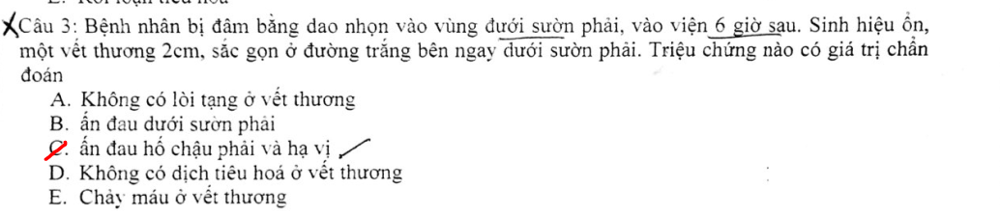 Câu 3: Bệnh nhân bị đâm bằng dao nhọn vào vùng đưới sườn phải, vào viện 6 giờ sau. Sinh hiệu ổn,
một vết thương 2cm, sắc gọn ở đường trắng bên ngay dưới sườn phải. Triệu chứng nào có giá trị chẩn
đoán
A. Không có lòi tạng ở vết thương
B. ấn đau dưới sườn phải
C. ấn đau hố chậu phải và hạ vị
D. Không có dịch tiêu hoá ở vết thương
E. Chảy máu ở vết thương